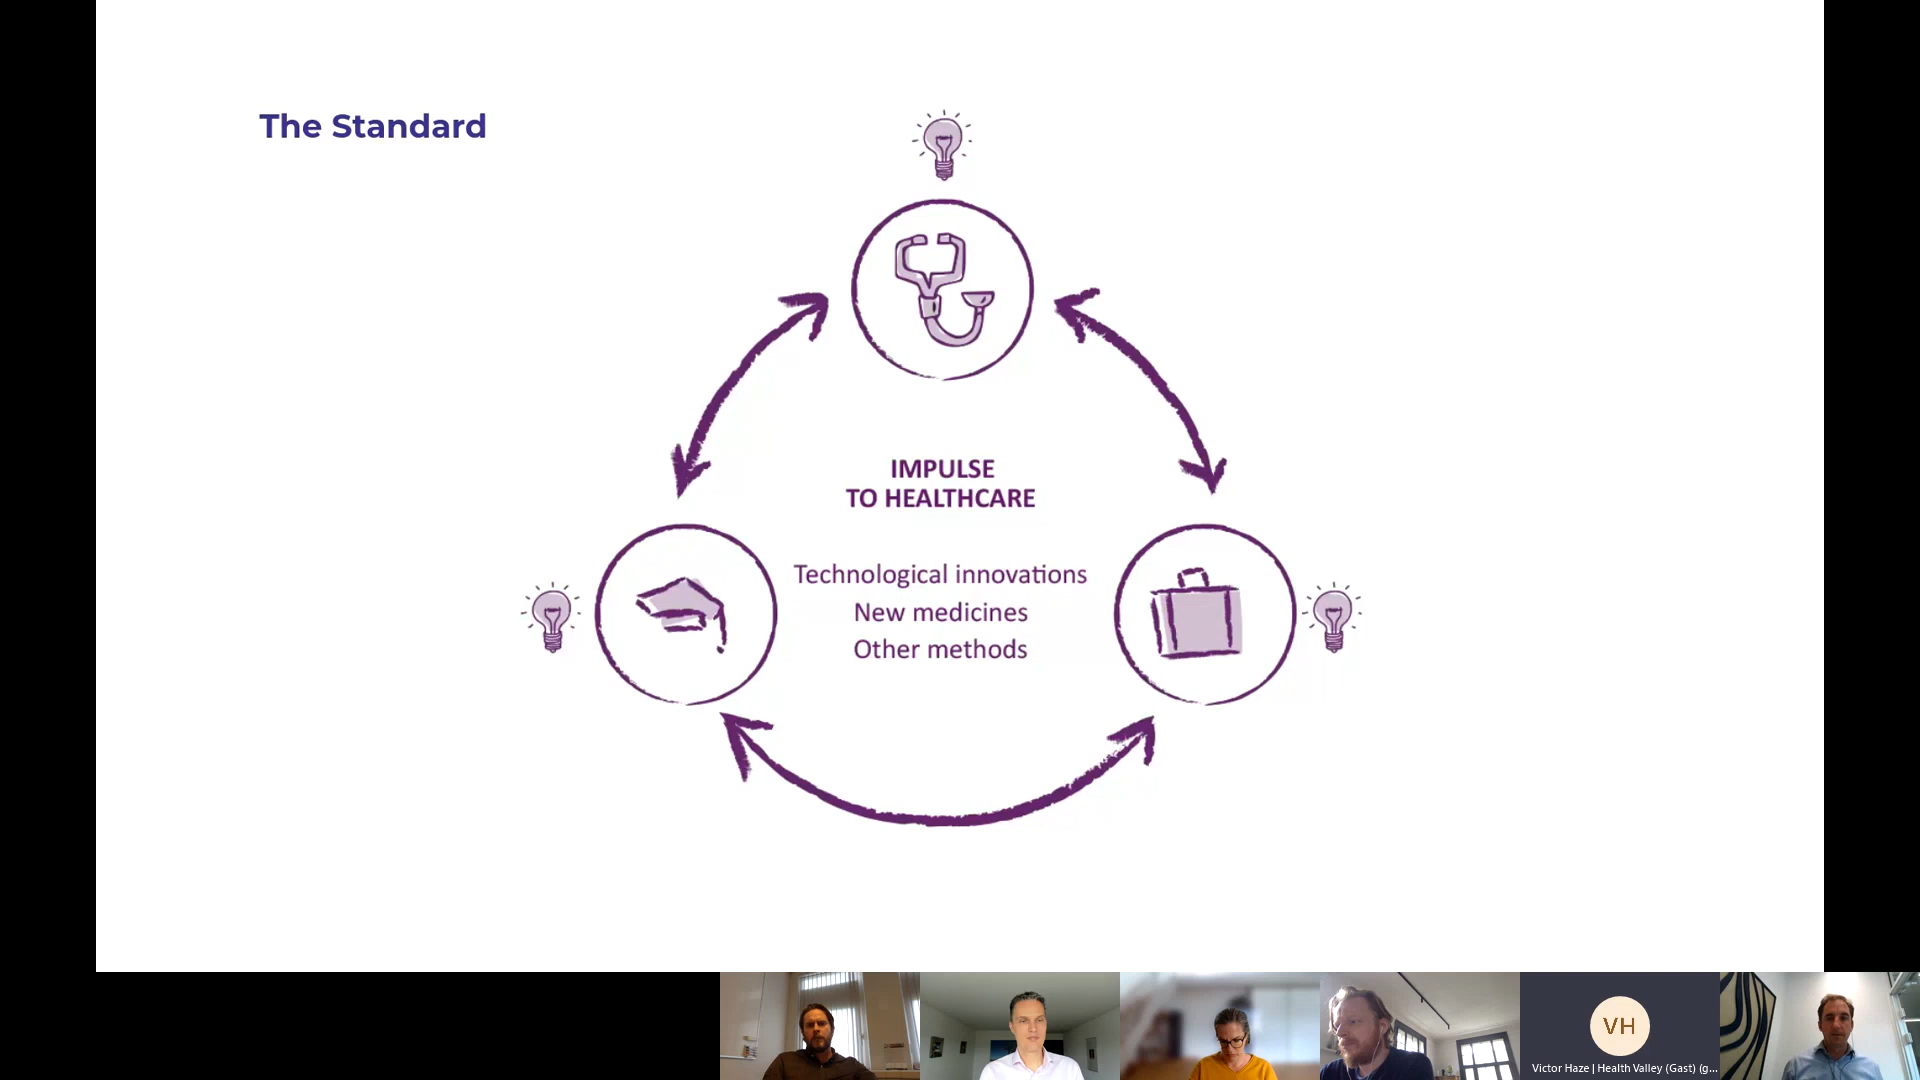 The Standard
IMPULSE
TO HEALTHCARE
Technological innovations
New medicines
Other methods
VH
Victor Haze | Health Valley (Gast) (g...